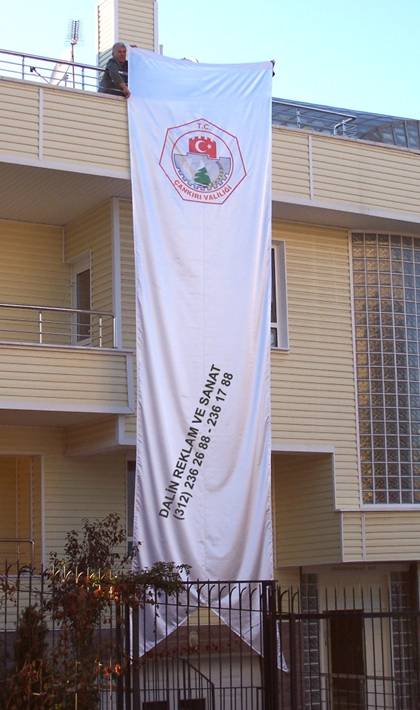 T.C.
ÇANKIRI VALİLİĞİ
DALİN REKLAM VE SANAT
(312) 236 26 88 - 236 17 88